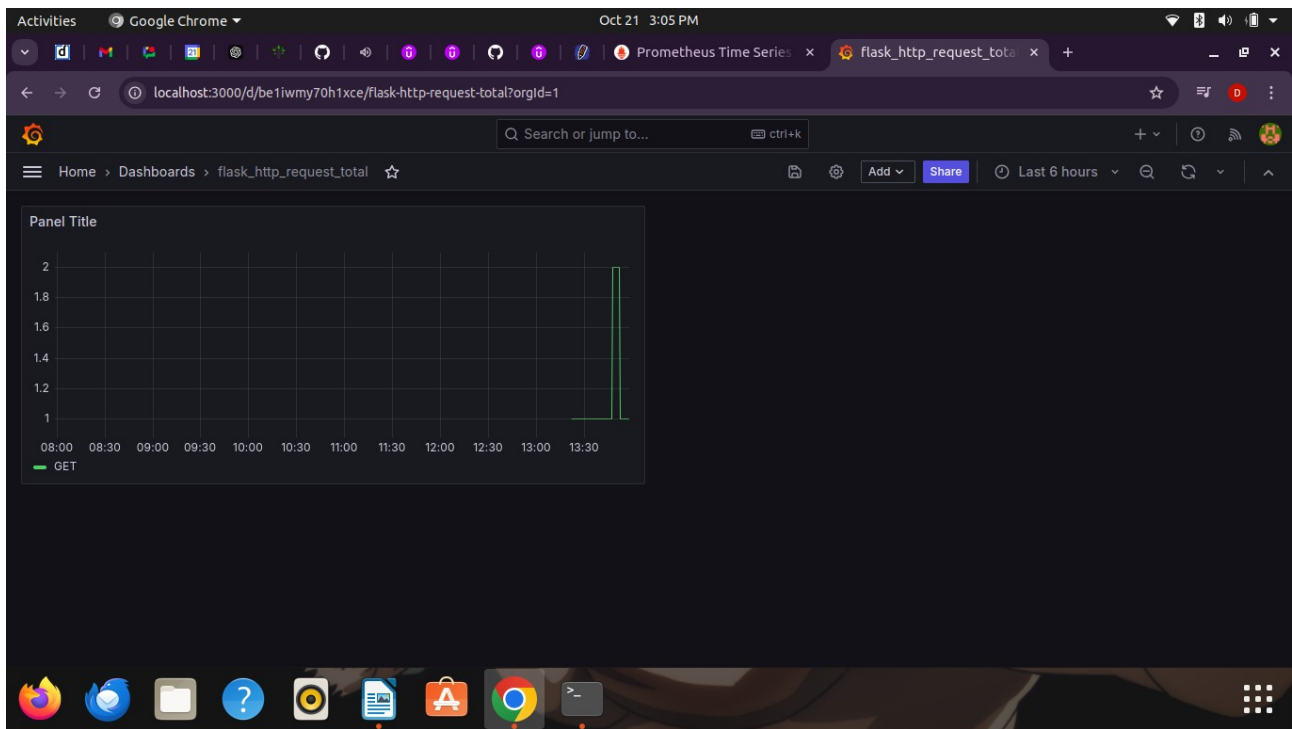 Activities Google Chrome Oct 21 3:05 PM
Prometheus Time Series flask_http_request_tota
localhost:3000/d/be1iwmy70h1xce/flask-http-request-total?orgId=1 D
Search or jump to... ctrl+k
Home › Dashboards › flask_http_request_total Add Share Last 6 hours
Panel Title
2
1.8
1.6
1.4
1.2
1
08:00 08:30 09:00 09:30 10:00 10:30 11:00 11:30 12:00 12:30 13:00 13:30
GET